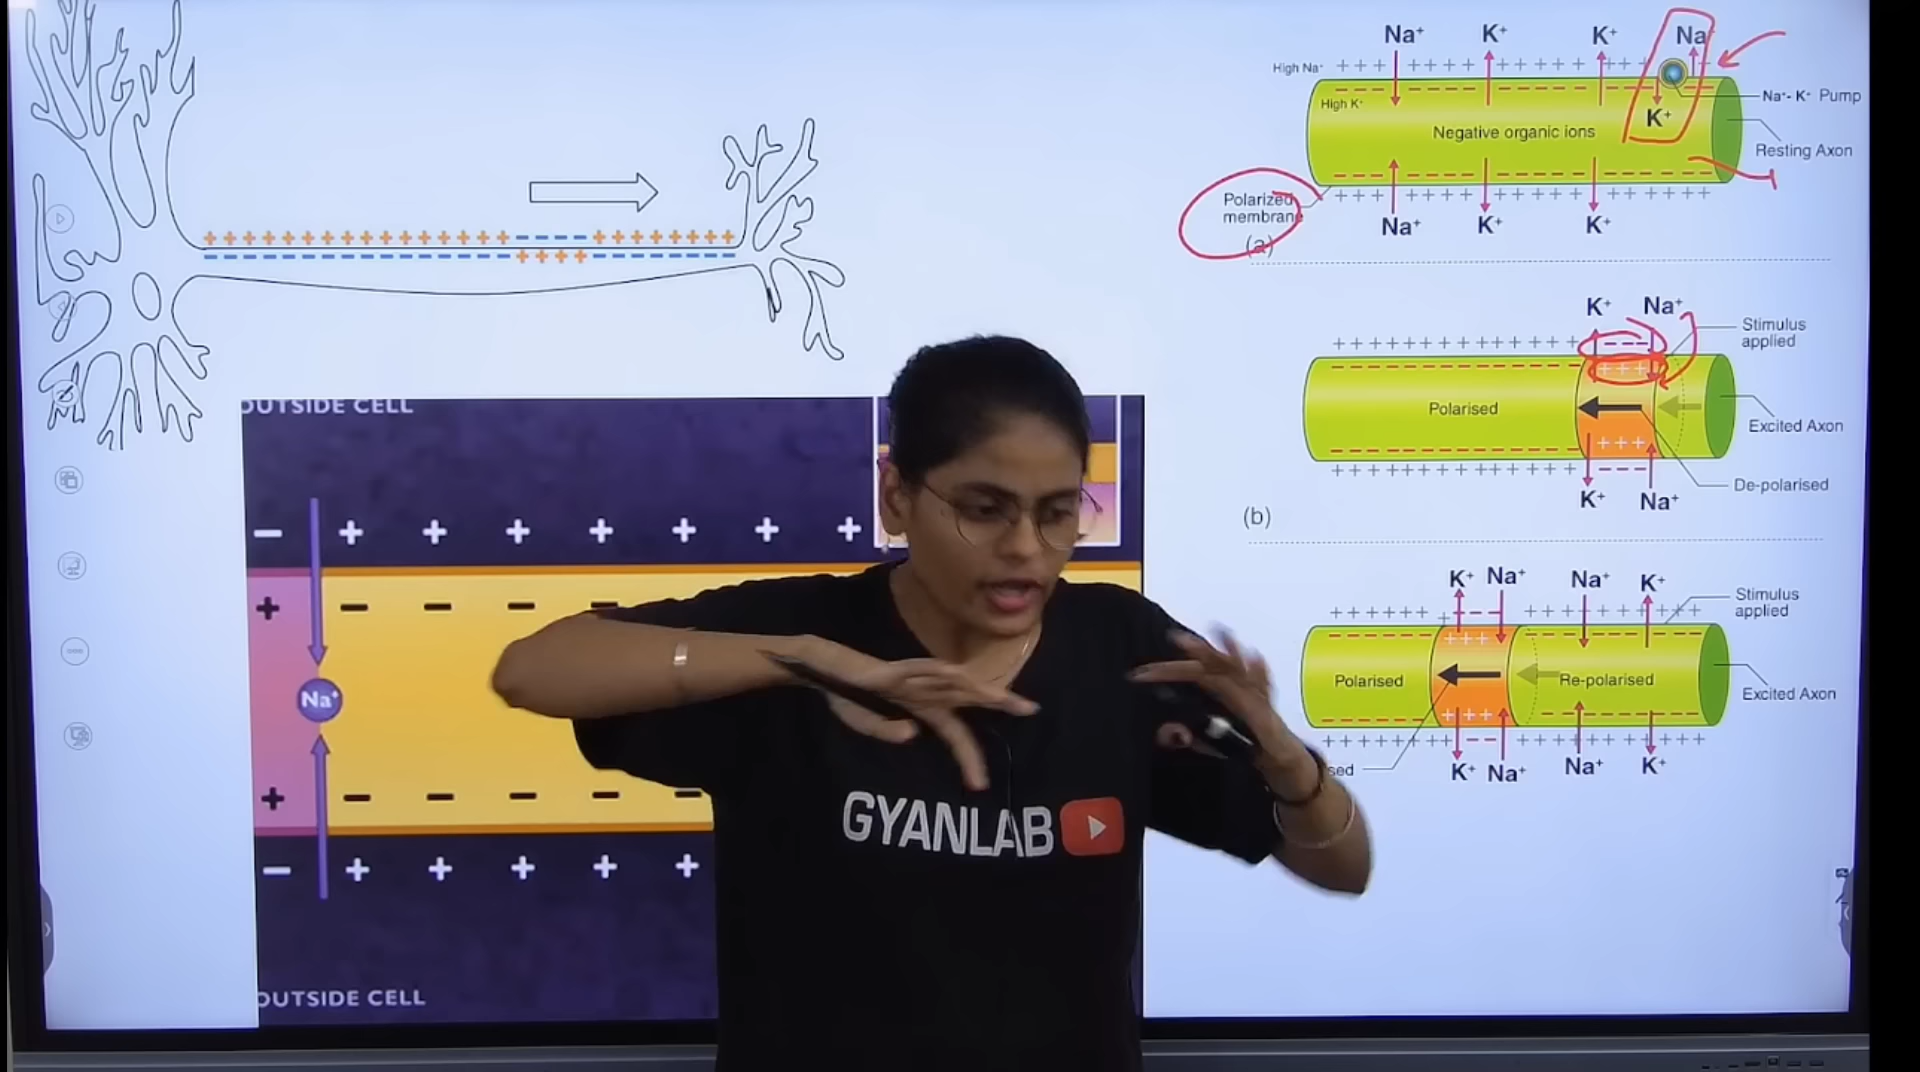 Na⁺ K⁺ K⁺ Na
High Na⁺ +++ ++++ +++++ ++ +
High K⁺
Na⁺- K⁺ Pump
K⁺
Negative organic ions
Resting Axon
Polarized
membrane
Na⁺ K⁺ K⁺
(a)
K⁺ Na⁺
Stimulus
applied
Polarised
Excited Axon
De-polarised
K⁺ Na⁺
(b)
K⁺ Na⁺ Na⁺ K⁺
Stimulus
applied
Polarised
Re-polarised
Excited Axon
sed
K⁺ Na⁺ Na⁺ K⁺
OUTSIDE CELL
Na⁺
OUTSIDE CELL
GYANLAB